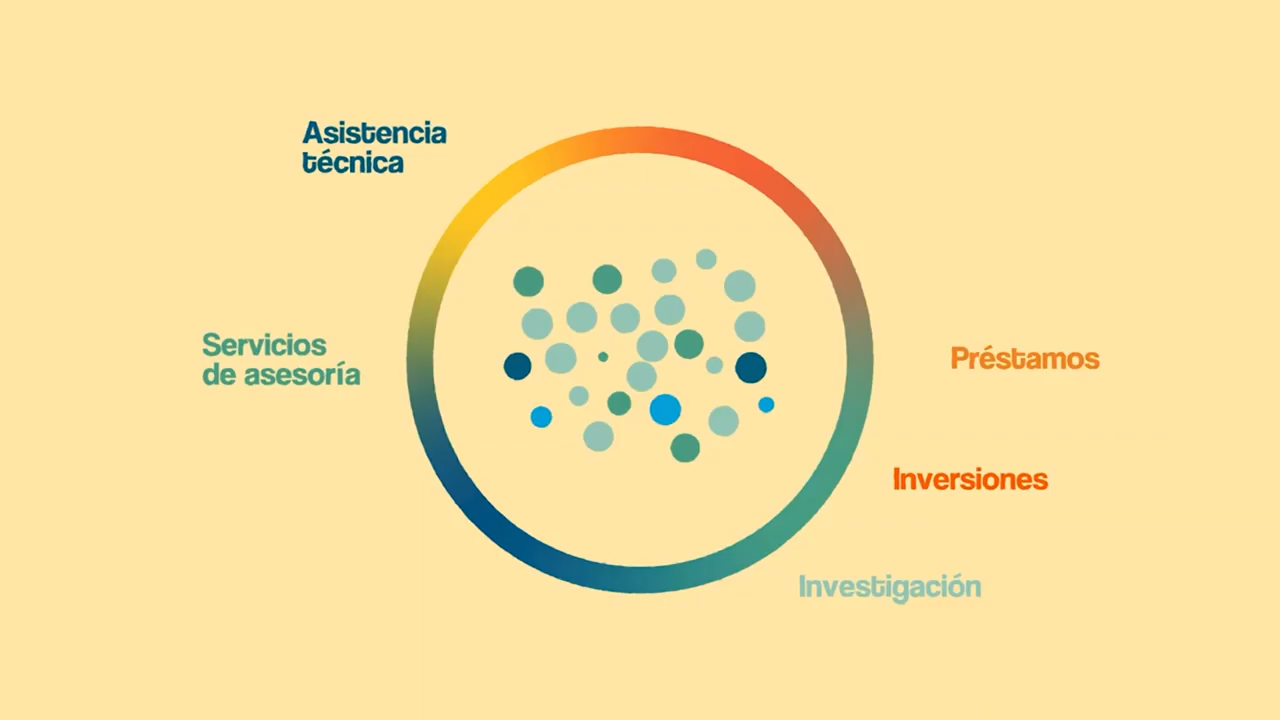 Asistencia
técnica
Servicios
de asesoría
Préstamos
Inversiones
Investigación